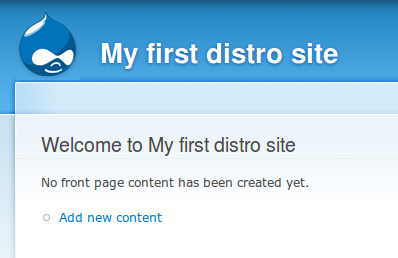 My first distro site
Welcome to My first distro site
No front page content has been created yet.
Add new content